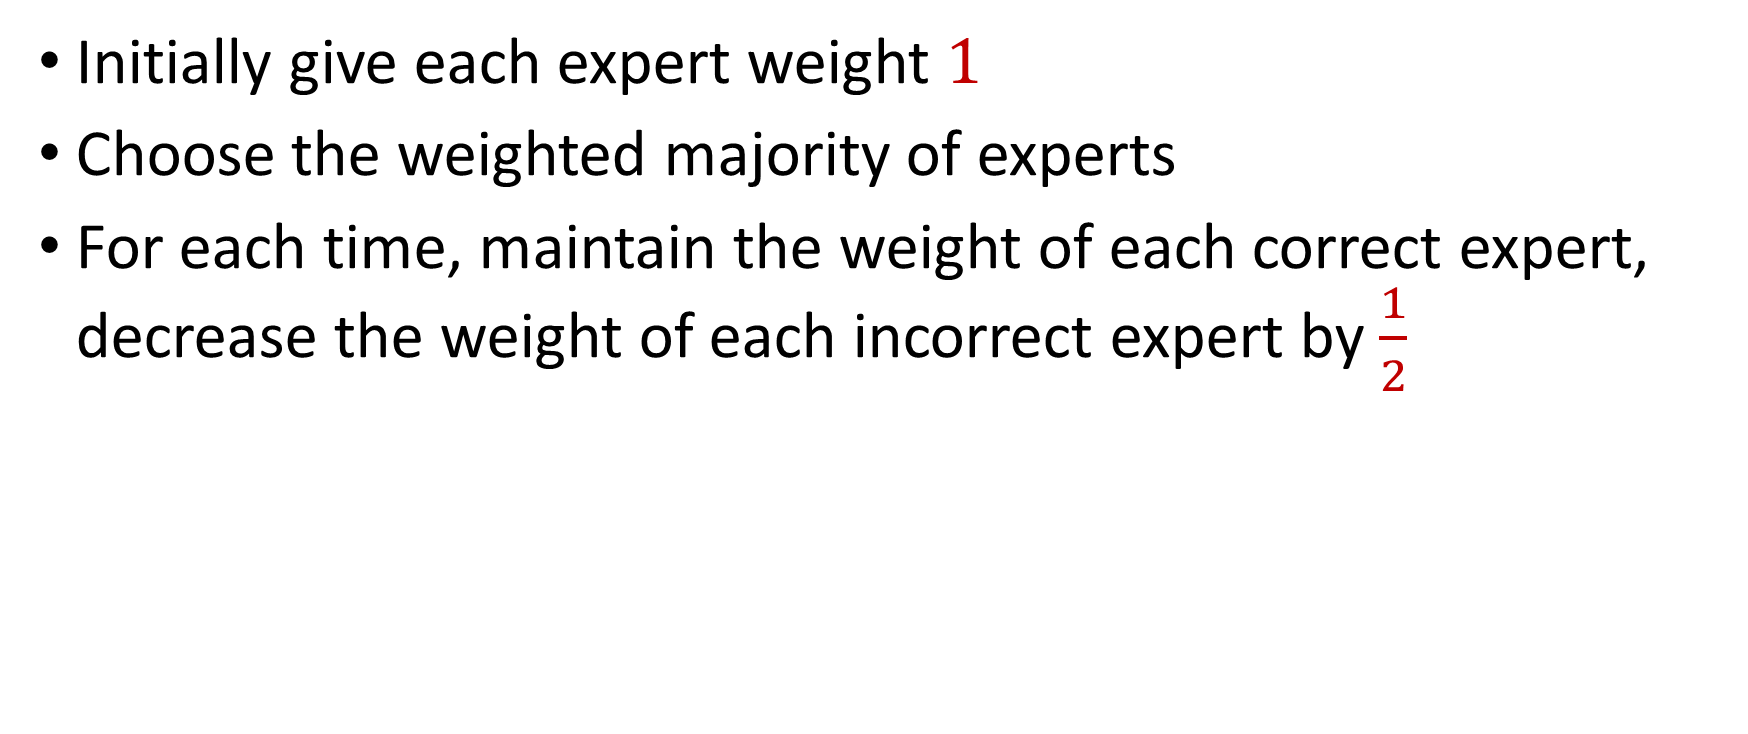 • Initially give each expert weight 1
• Choose the weighted majority of experts
• For each time, maintain the weight of each correct expert,
decrease the weight of each incorrect expert by 1/2